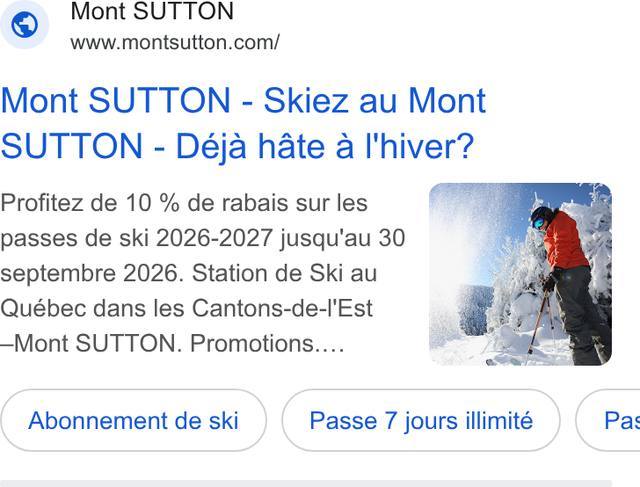 Mont SUTTON
www.montsutton.com/
Mont SUTTON - Skiez au Mont
SUTTON - Déjà hâte à l'hiver?
Profitez de 10 % de rabais sur les
passes de ski 2026-2027 jusqu'au 30
septembre 2026. Station de Ski au
Québec dans les Cantons-de-l'Est
–Mont SUTTON. Promotions.…
Abonnement de ski
Passe 7 jours illimité